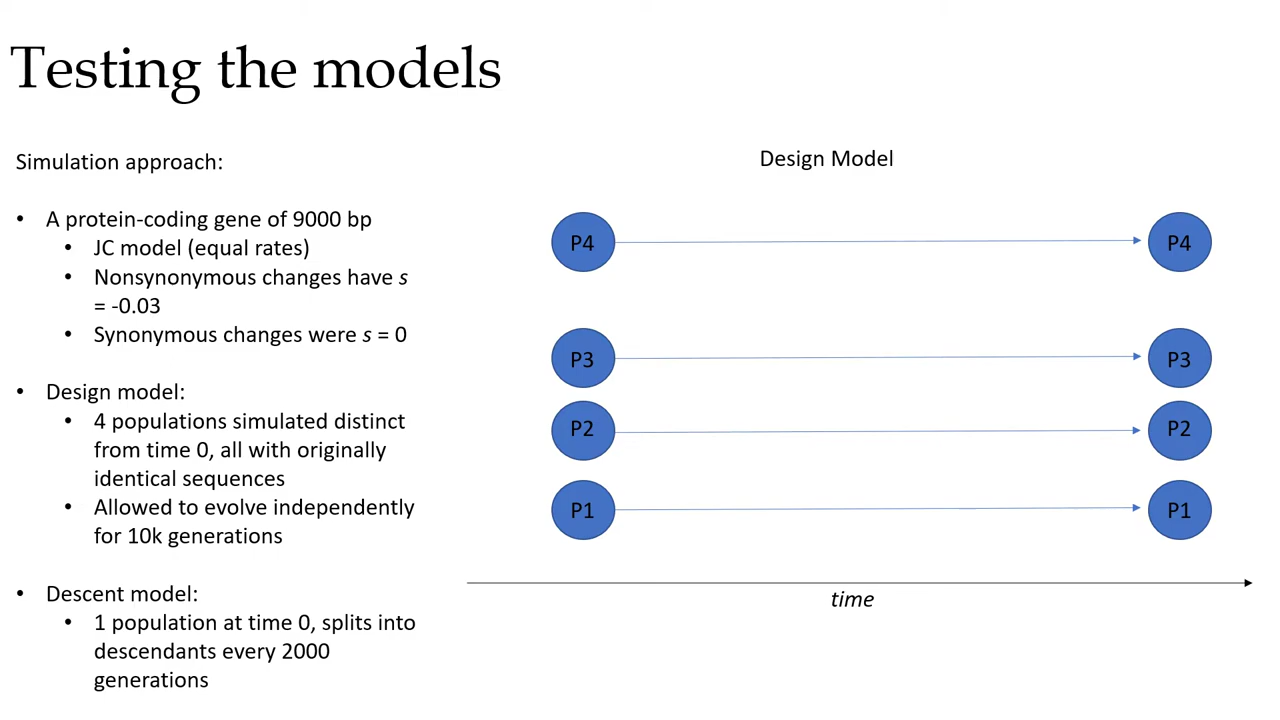 Testing the models
Simulation approach:
• A protein-coding gene of 9000 bp
• JC model (equal rates)
• Nonsynonymous changes have s
= -0.03
• Synonymous changes were s = 0
• Design model:
• 4 populations simulated distinct
from time 0, all with originally
identical sequences
• Allowed to evolve independently
for 10k generations
• Descent model:
• 1 population at time 0, splits into
descendants every 2000
generations
Design Model
P4 P4
P3 P3
P2 P2
P1 P1
time